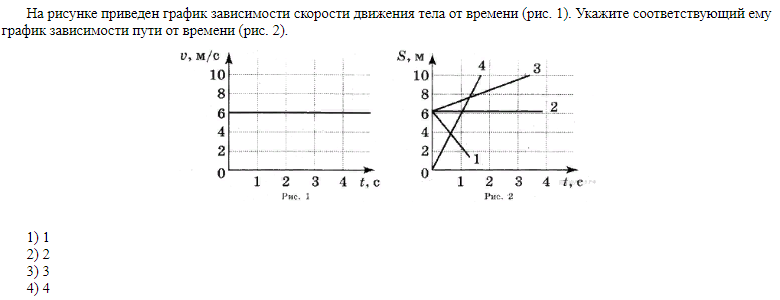 На рисунке приведен график зависимости скорости движения тела от времени (рис. 1). Укажите соответствующий ему
график зависимости пути от времени (рис. 2).
υ, м/с
10
8
6
4
2
0
1 2 3 4 t, с
Рис. 1
S, м
10
8
6
4
2
0
4
3
2
1
1 2 3 4 t, с
Рис. 2
1) 1
2) 2
3) 3
4) 4